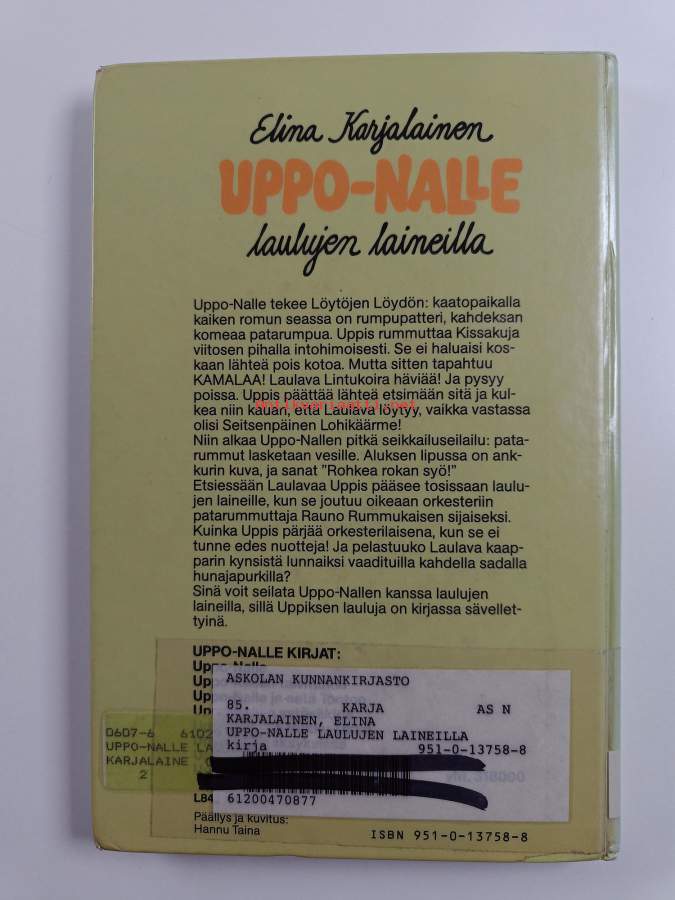 Elina Karjalainen
UPPO-NALLE
laulujen laineilla
Uppo-Nalle tekee Löytöjen Löydön: kaatopaikalla
kaiken romun seassa on rumpupatteri, kahdeksan
komeaa patarumpua. Uppis rummuttaa Kissakuja
viitosen pihalla intohimoisesti. Se ei haluaisi kos-
kaan lähteä pois kotoa. Mutta sitten tapahtuu
KAMALAA! Laulava Lintukoira häviää! Ja pysyy
poissa. Uppis päättää lähteä etsimään sitä ja kul-
kea niin kauan, että Laulava löytyy, vaikka vastassa
olisi Seitsenpäinen Lohikäärme!
Niin alkaa Uppo-Nallen pitkä seikkailuseilailu: pata-
rummut lasketaan vesille. Aluksen lipussa on ank-
kurin kuva, ja sanat "Rohkea rokan syö!"
Etsiessään Laulavaa Uppis pääsee tosissaan laulu-
jen laineille, kun se joutuu oikeaan orkesteriin
patarummuttaja Rauno Rummukaisen sijaiseksi.
Kuinka Uppis pärjää orkesterilaisena, kun se ei
tunne edes nuotteja! Ja pelastuuko Laulava kaap-
parin kynsistä lunnaiksi vaadituilla kahdella sadalla
hunajapurkilla?
Sinä voit seilata Uppo-Nallen kanssa laulujen
laineilla, sillä Uppiksen lauluja on kirjassa sävellet-
tyinä.
UPPO-NALLE KIRJAT:
Uppo-Nalle
ASKOLAN KUNNANKIRJASTO
85. KARJA AS N
KARJALAINEN, ELINA
UPPO-NALLE LAULUJEN LAINEILLA
kirja 951-0-13758-8
0607-6 6102
UPPO-NALLE LA
KARJALAINE
2
L84
61200470877
Päällys ja kuvitus:
Hannu Taina
ISBN 951-0-13758-8